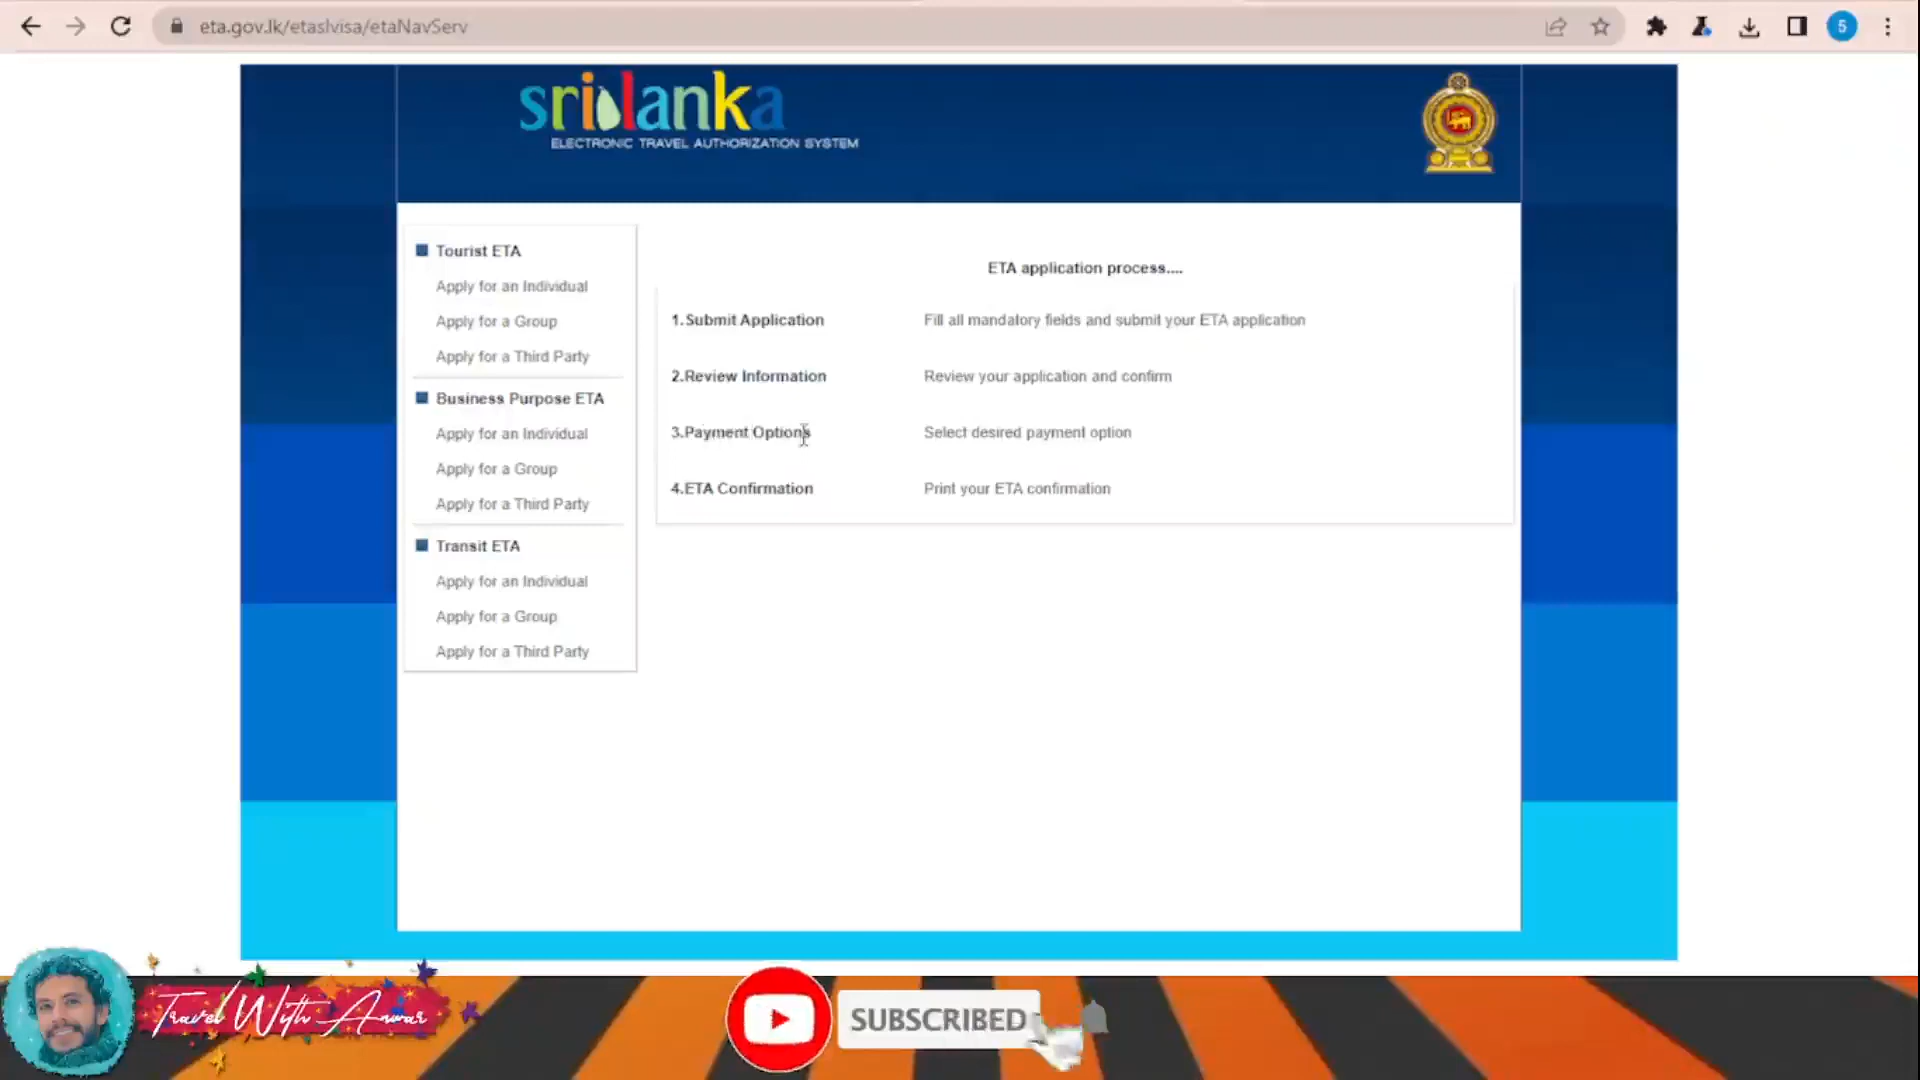 eta.gov.lk/etaslvisa/etaNavServ
5
srilanka
ELECTRONIC TRAVEL AUTHORIZATION SYSTEM
Tourist ETA
Apply for an Individual
Apply for a Group
Apply for a Third Party
Business Purpose ETA
Apply for an Individual
Apply for a Group
Apply for a Third Party
Transit ETA
Apply for an Individual
Apply for a Group
Apply for a Third Party
ETA application process....
1.Submit Application Fill all mandatory fields and submit your ETA application
2.Review Information Review your application and confirm
3.Payment Options Select desired payment option
4.ETA Confirmation Print your ETA confirmation
Travel With Anwar
SUBSCRIBED